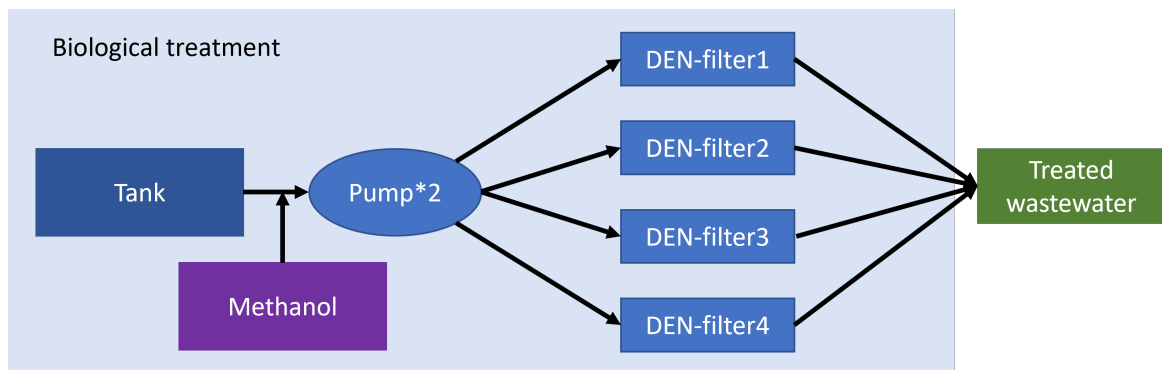 Biological treatment
Tank
Methanol
Pump*2
DEN-filter1
DEN-filter2
DEN-filter3
DEN-filter4
Treated
wastewater